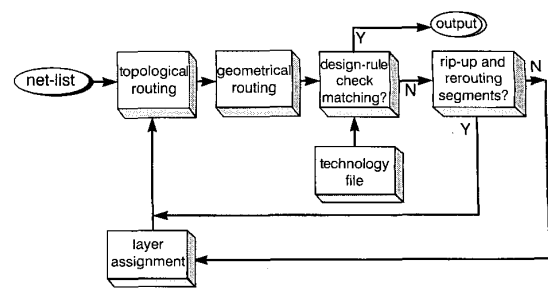 output
Y
net-list
topological
routing
geometrical
routing
design-rule
check
matching?
N
rip-up and
rerouting
segments?
N
Y
technology
file
layer
assignment